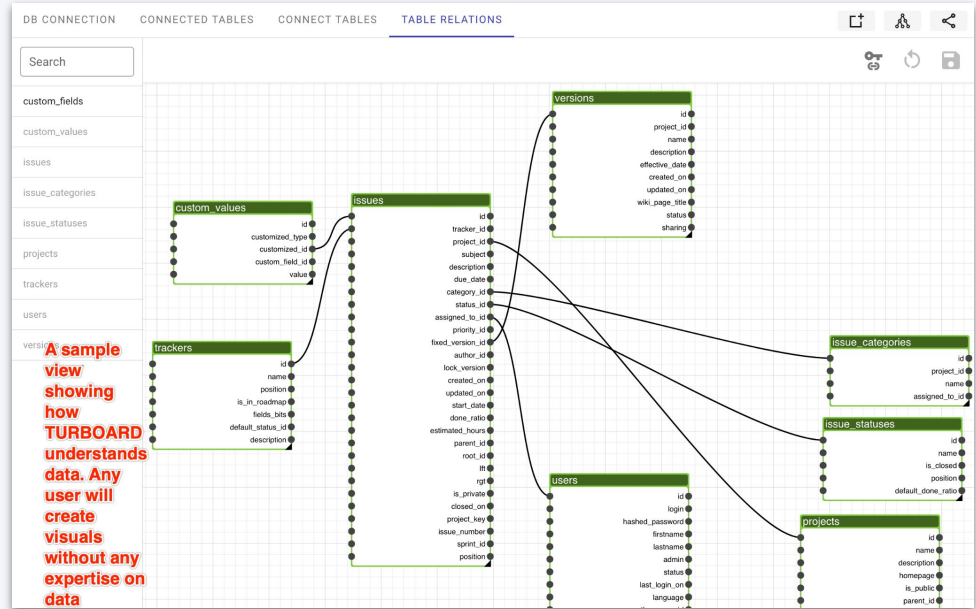 DB CONNECTION
CONNECTED TABLES
CONNECT TABLES
TABLE RELATIONS
Search
custom_fields
custom_values
issues
issue_categories
issue_statuses
projects
trackers
users
versions
A sample
view
showing
how
TURBOARD
understands
data. Any
user will
create
visuals
without any
expertise on
data
custom_values
id
customized_type
customized_id
custom_field_id
value
trackers
id
name
position
is_in_roadmap
fields_bits
default_status_id
description
issues
id
tracker_id
project_id
subject
description
due_date
category_id
status_id
assigned_to_id
priority_id
fixed_version_id
author_id
lock_version
created_on
updated_on
start_date
done_ratio
estimated_hours
parent_id
root_id
lft
rgt
is_private
closed_on
project_key
issue_number
sprint_id
position
versions
id
project_id
name
description
effective_date
created_on
updated_on
wiki_page_title
status
sharing
users
id
login
hashed_password
firstname
lastname
admin
status
last_login_on
language
issue_categories
id
project_id
name
assigned_to_id
issue_statuses
id
name
is_closed
position
default_done_ratio
projects
id
name
description
homepage
is_public
parent_id